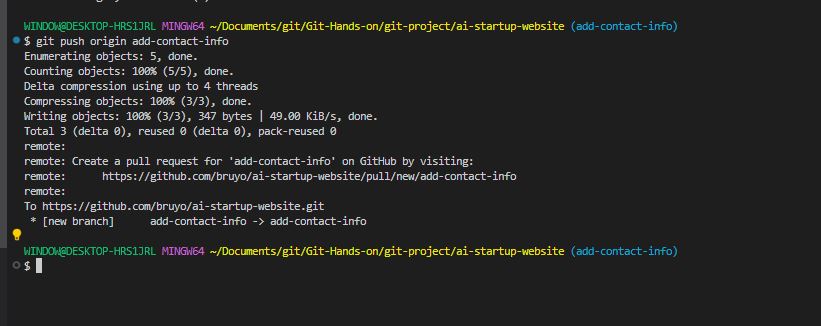 WINDOW@DESKTOP-HRS1JRL MINGW64 ~/Documents/git/Git-Hands-on/git-project/ai-startup-website (add-contact-info)
$ git push origin add-contact-info
Enumerating objects: 5, done.
Counting objects: 100% (5/5), done.
Delta compression using up to 4 threads
Compressing objects: 100% (3/3), done.
Writing objects: 100% (3/3), 347 bytes | 49.00 KiB/s, done.
Total 3 (delta 0), reused 0 (delta 0), pack-reused 0
remote:
remote: Create a pull request for 'add-contact-info' on GitHub by visiting:
remote:      https://github.com/bruyo/ai-startup-website/pull/new/add-contact-info
remote:
To https://github.com/bruyo/ai-startup-website.git
 * [new branch]      add-contact-info -> add-contact-info
WINDOW@DESKTOP-HRS1JRL MINGW64 ~/Documents/git/Git-Hands-on/git-project/ai-startup-website (add-contact-info)
$